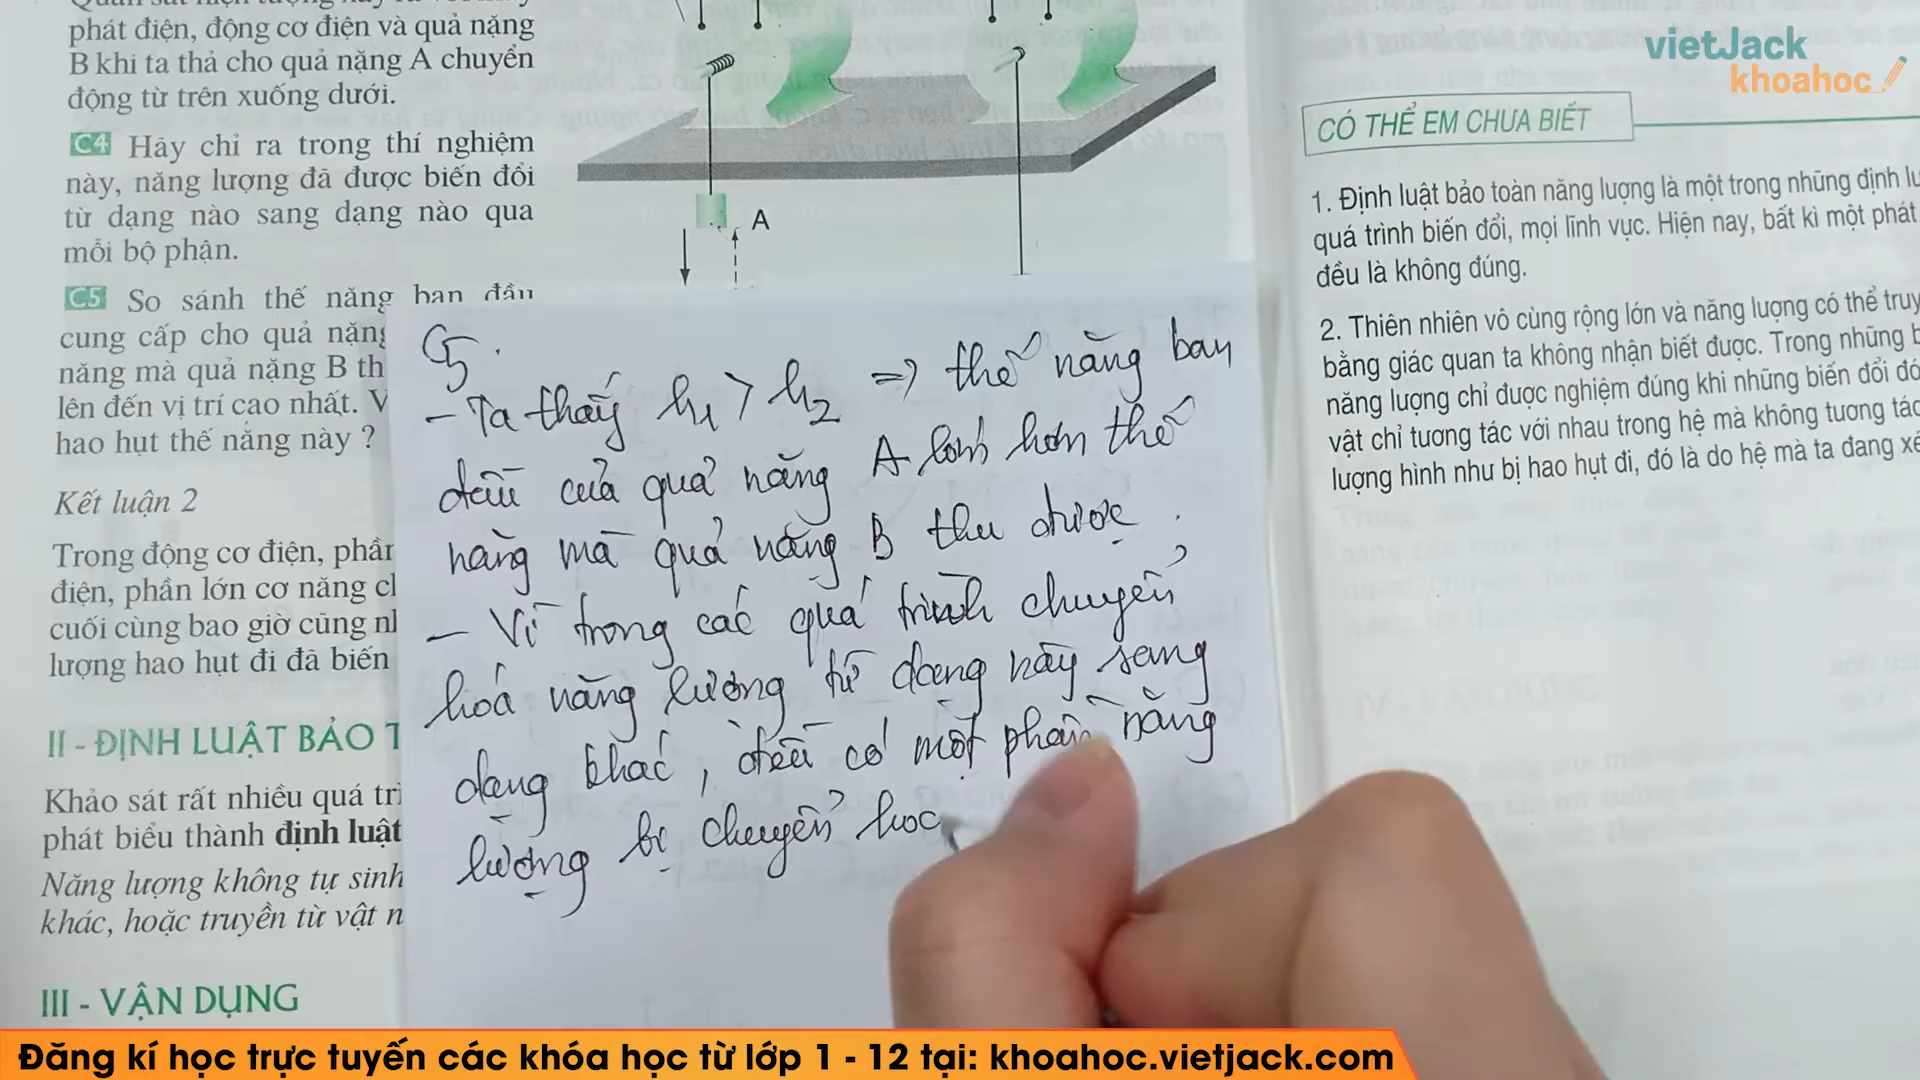 phát điện, động cơ điện và quả nặng
B khi ta thả cho quả nặng A chuyển
động từ trên xuống dưới.
C4 Hãy chỉ ra trong thí nghiệm
này, năng lượng đã được biến đổi
từ dạng nào sang dạng nào qua
mỗi bộ phận.
C5 So sánh thế năng ban đầu
cung cấp cho quả nặng
năng mà quả nặng B th
lên đến vị trí cao nhất. V
hao hụt thế năng này ?
Kết luận 2
Trong động cơ điện, phần
điện, phần lớn cơ năng ch
cuối cùng bao giờ cũng nh
lượng hao hụt đi đã biến
II - ĐỊNH LUẬT BẢO T
Khảo sát rất nhiều quá trì
phát biểu thành định luật
Năng lượng không tự sinh
khác, hoặc truyền từ vật n
III - VẬN DỤNG
A
C5.
- Ta thấy h1 > h2 => thế năng ban
đầu của quả nặng A lớn hơn thế
năng mà quả nặng B thu được.
- Vì trong các quá trình chuyển
hoá năng lượng từ dạng này sang
dạng khác, đều có một phần năng
lượng bị chuyển hoc
vietJack
khoahoc
CÓ THỂ EM CHƯA BIẾT
1. Định luật bảo toàn năng lượng là một trong những định lu
quá trình biến đổi, mọi lĩnh vực. Hiện nay, bất kì một phát
đều là không đúng.
2. Thiên nhiên vô cùng rộng lớn và năng lượng có thể truy
bằng giác quan ta không nhận biết được. Trong những b
năng lượng chỉ được nghiệm đúng khi những biến đổi đó
vật chỉ tương tác với nhau trong hệ mà không tương tác
lượng hình như bị hao hụt đi, đó là do hệ mà ta đang xé
Đăng kí học trực tuyến các khóa học từ lớp 1 - 12 tại: khoahoc.vietjack.com